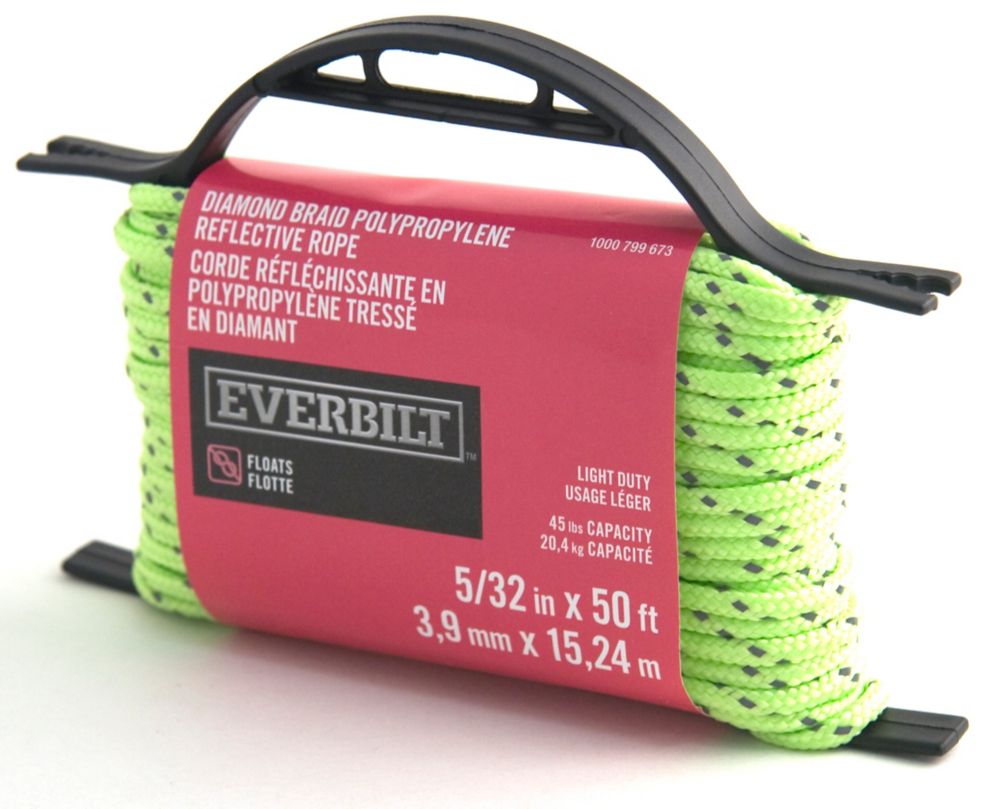 DIAMOND BRAID POLYPROPYLENE
REFLECTIVE ROPE
1000 799 673
CORDE RÉFLÉCHISSANTE EN
POLYPROPYLÈNE TRESSÉ
EN DIAMANT
EVERBILT™
FLOATS
FLOTTE
LIGHT DUTY
USAGE LÉGER
45 lbs CAPACITY
20,4 kg CAPACITÉ
5/32 in x 50 ft
3,9 mm x 15,24 m